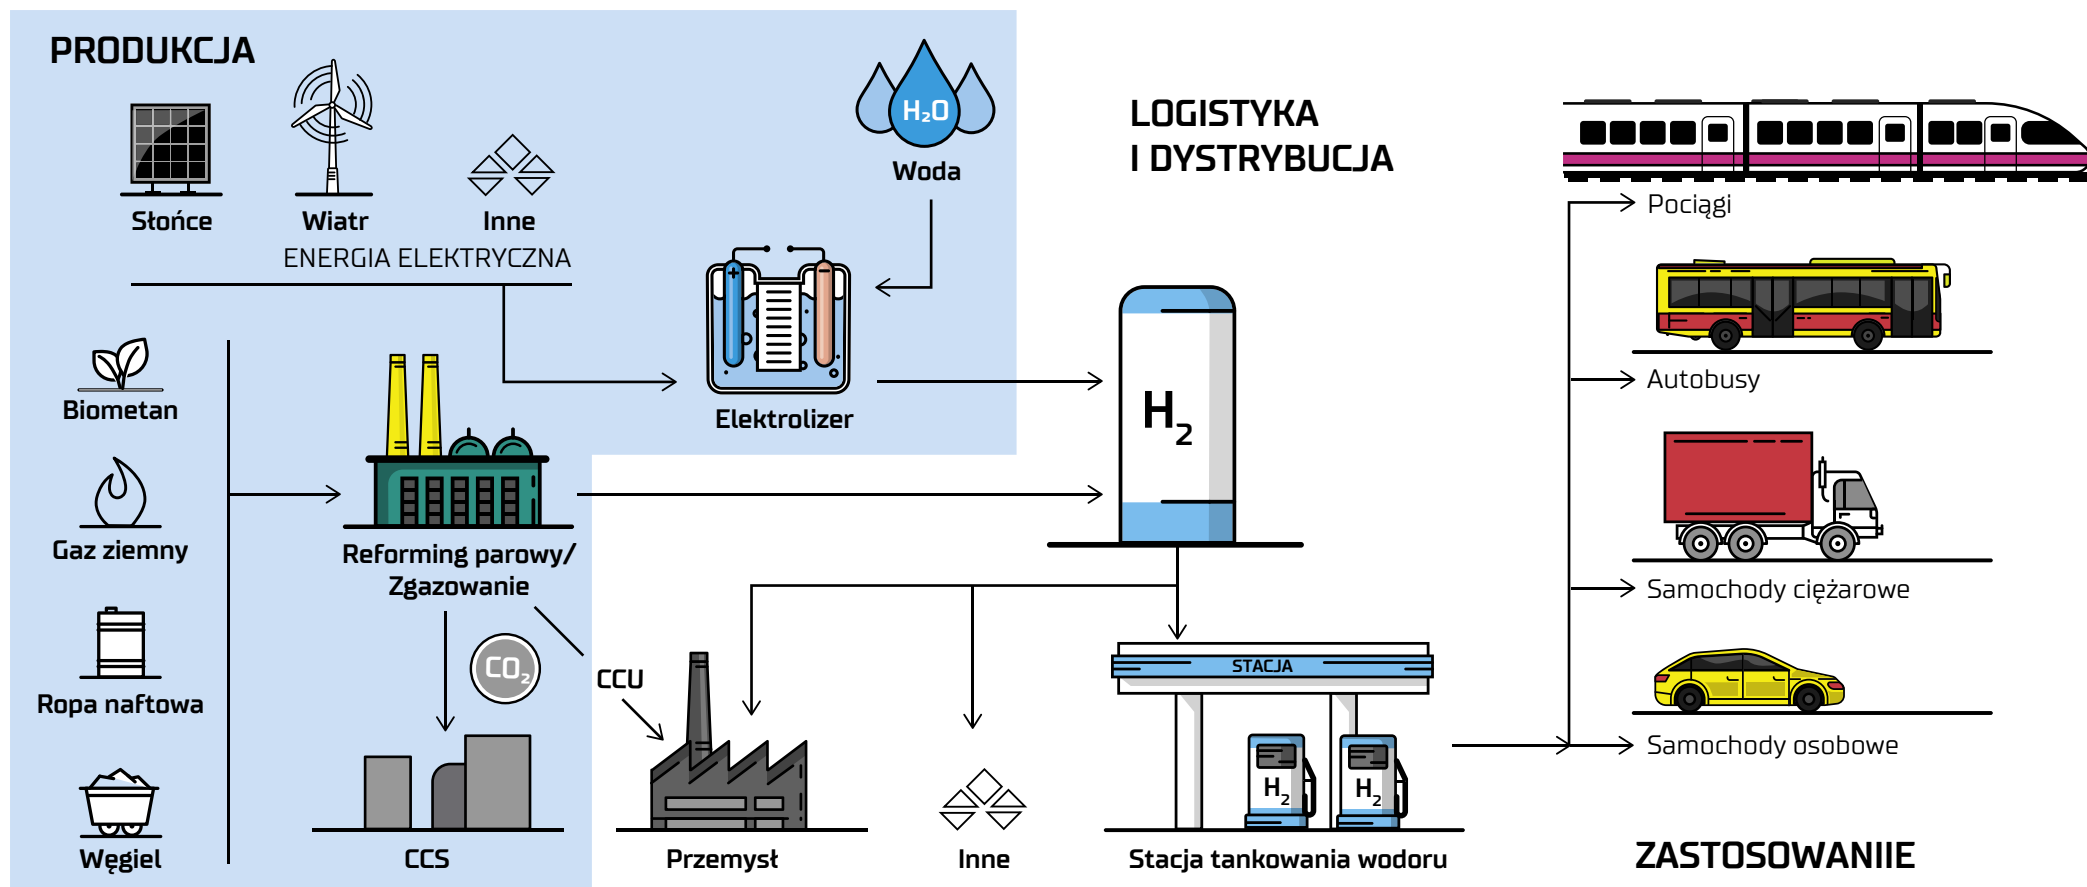 PRODUKCJA
Słońce
Wiatr
Inne
ENERGIA ELEKTRYCZNA
H₂O
Woda
+
-
Elektrolizer
Biometan
Gaz ziemny
Ropa naftowa
Węgiel
Reforming parowy/
Zgazowanie
CO₂
CCS
CCU
Przemysł
Inne
LOGISTYKA
I DYSTRYBUCJA
H₂
STACJA
H₂
H₂
Stacja tankowania wodoru
Pociągi
Autobusy
Samochody ciężarowe
Samochody osobowe
ZASTOSOWANIIE